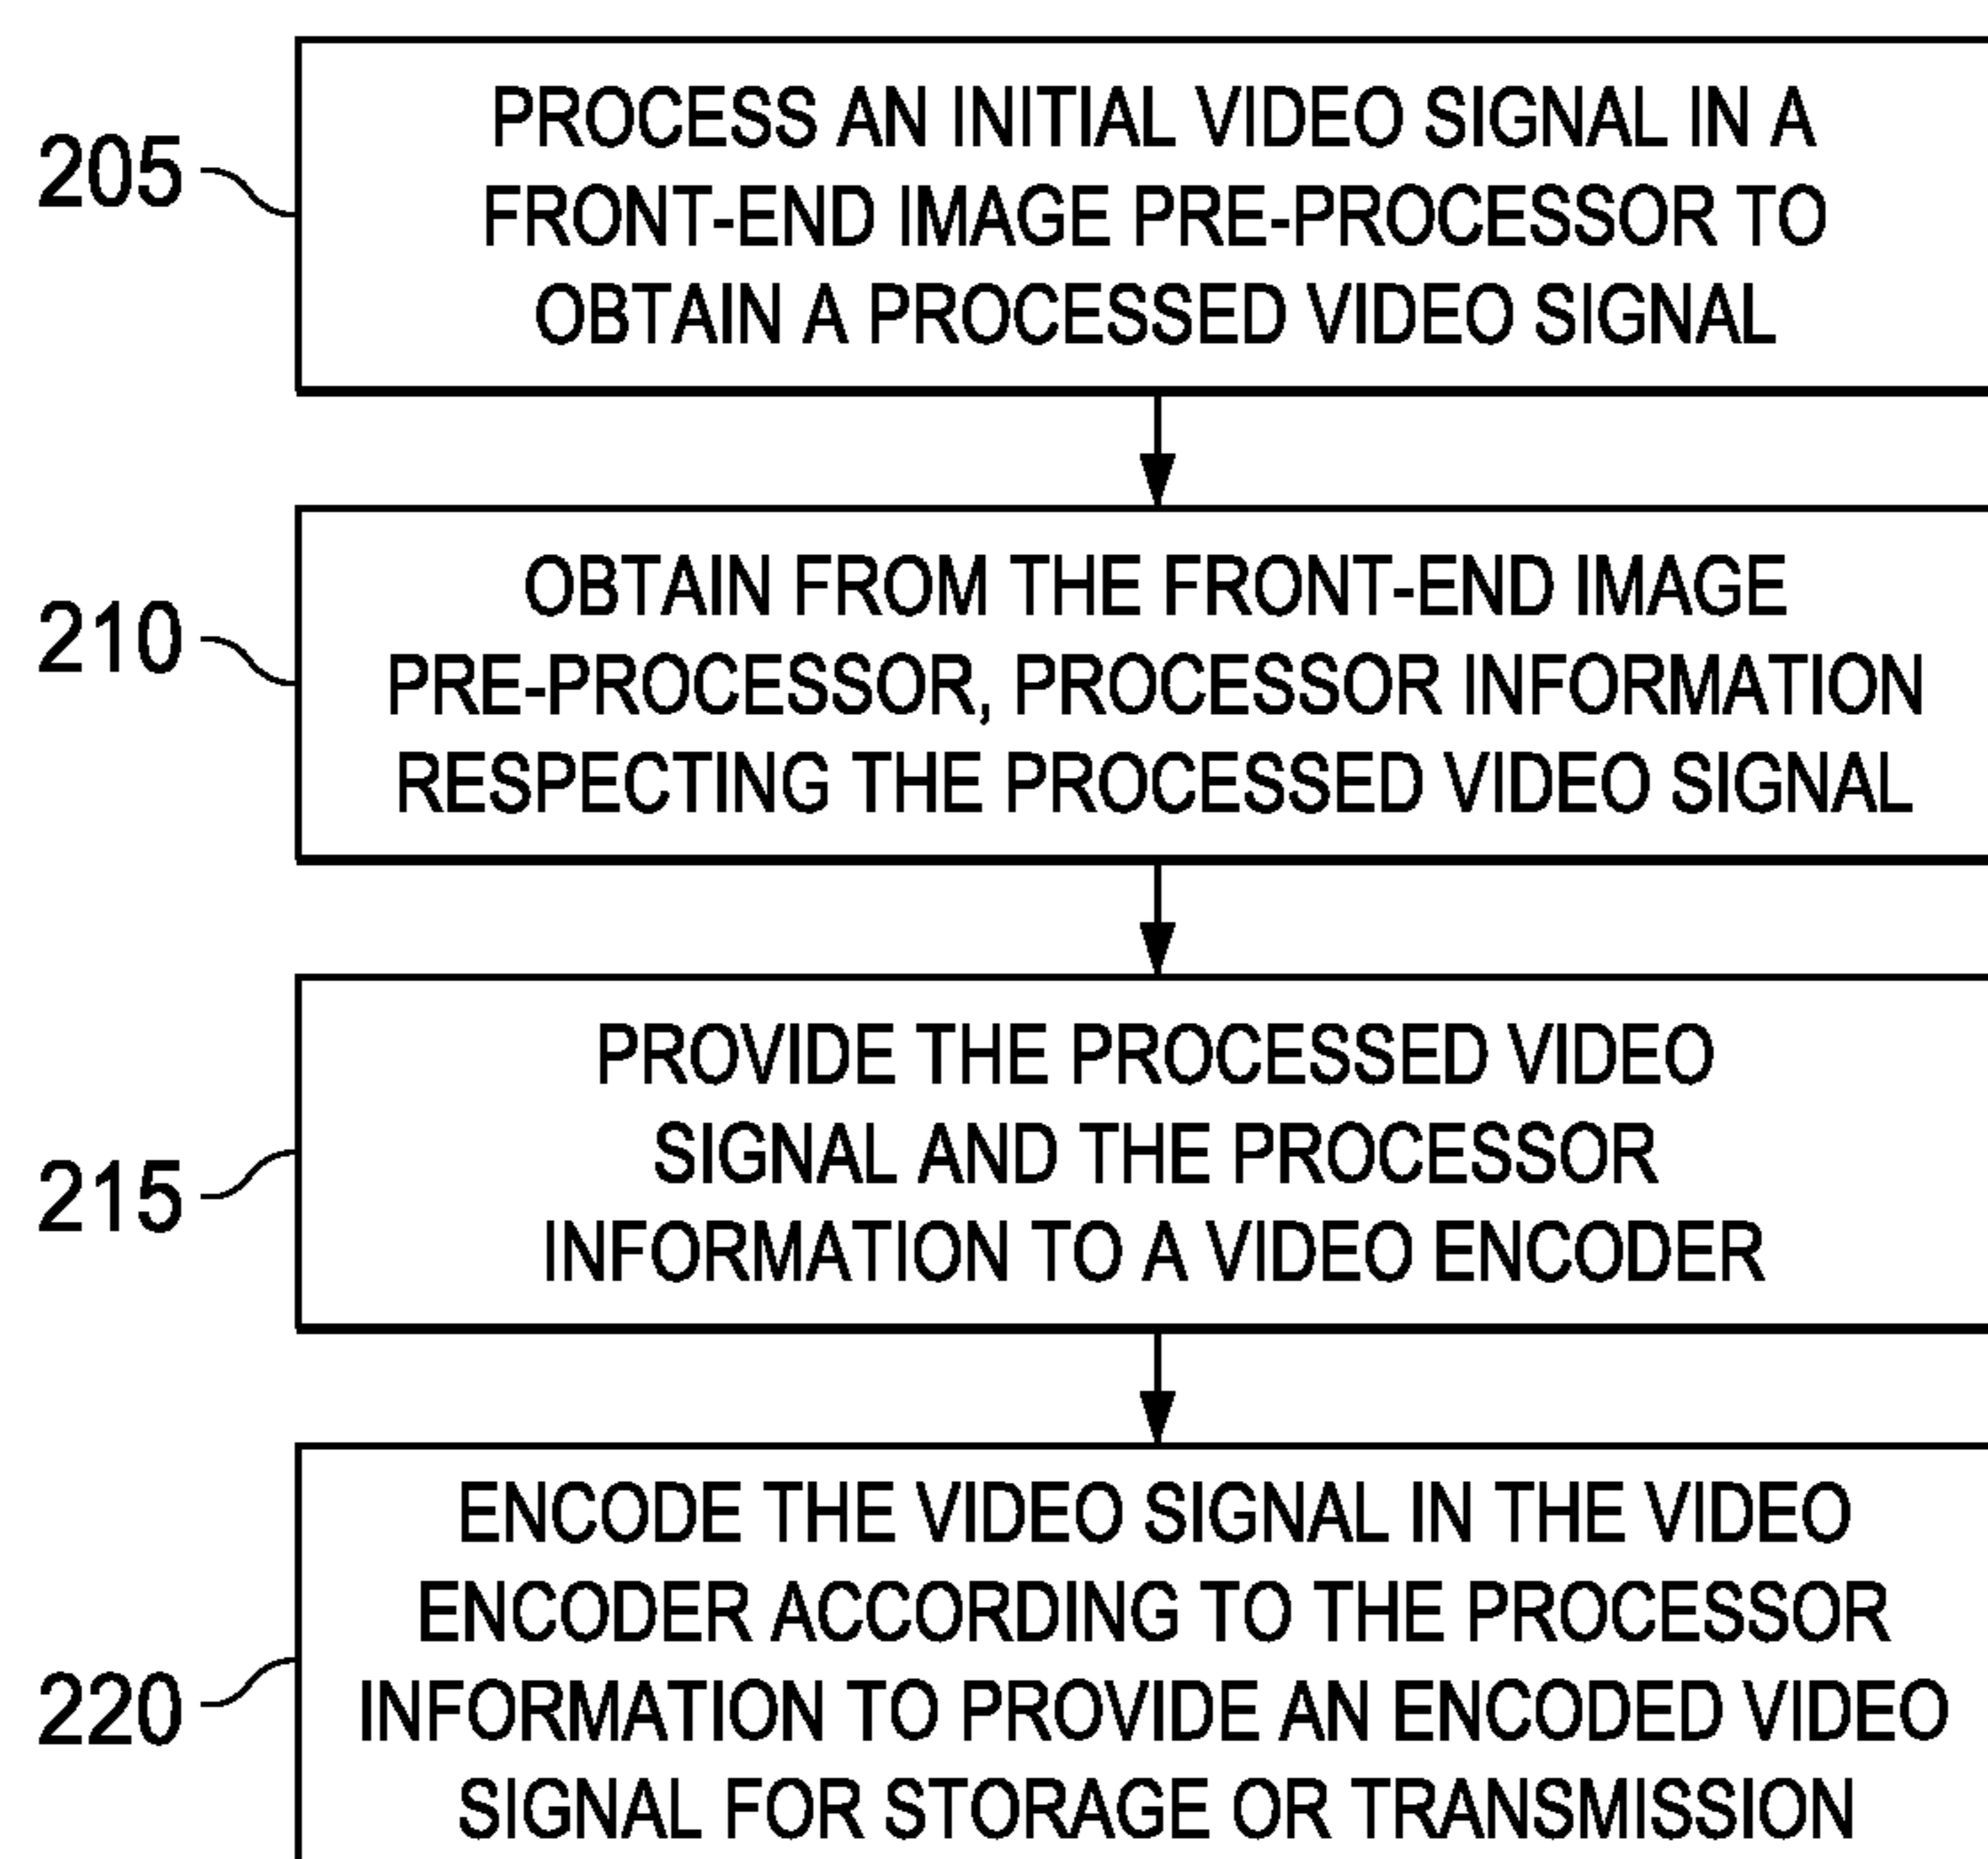 205
PROCESS AN INITIAL VIDEO SIGNAL IN A
FRONT-END IMAGE PRE-PROCESSOR TO
OBTAIN A PROCESSED VIDEO SIGNAL
210
OBTAIN FROM THE FRONT-END IMAGE
PRE-PROCESSOR, PROCESSOR INFORMATION
RESPECTING THE PROCESSED VIDEO SIGNAL
215
PROVIDE THE PROCESSED VIDEO
SIGNAL AND THE PROCESSOR
INFORMATION TO A VIDEO ENCODER
220
ENCODE THE VIDEO SIGNAL IN THE VIDEO
ENCODER ACCORDING TO THE PROCESSOR
INFORMATION TO PROVIDE AN ENCODED VIDEO
SIGNAL FOR STORAGE OR TRANSMISSION